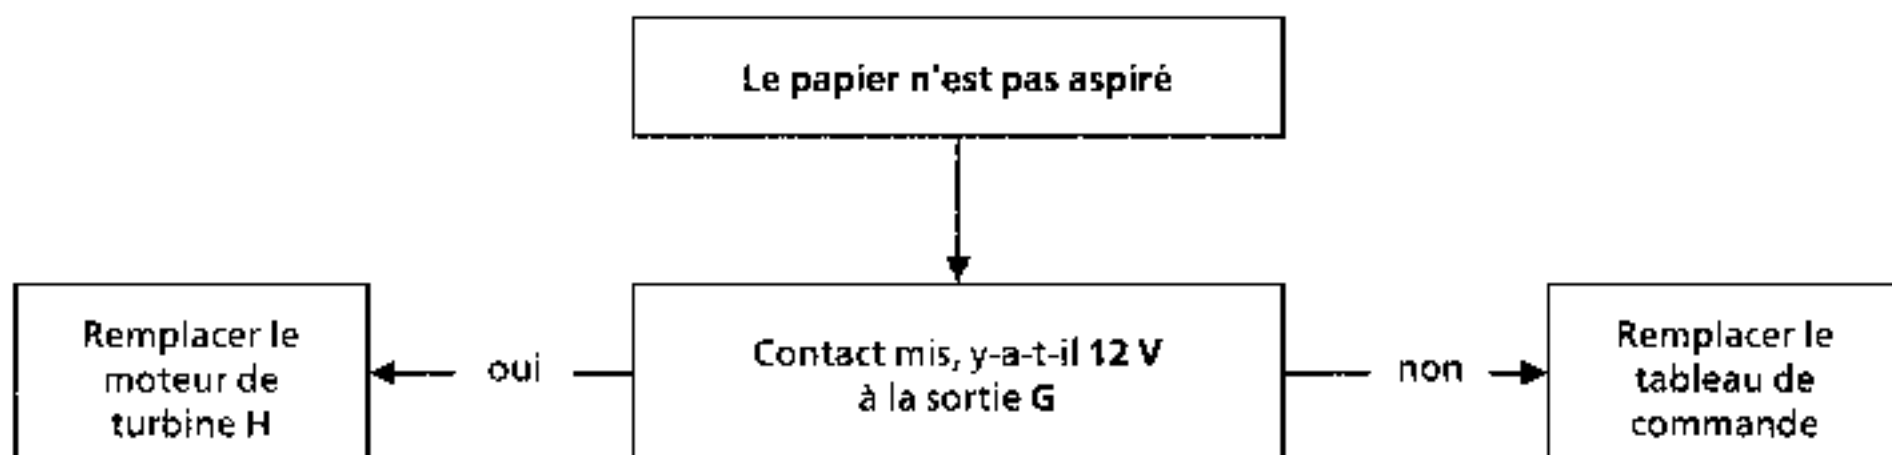 Le papier n'est pas aspiré
Remplacer le
moteur de
turbine H
oui
Contact mis, y-a-t-il 12 V
à la sortie G
non
Remplacer le
tableau de
commande